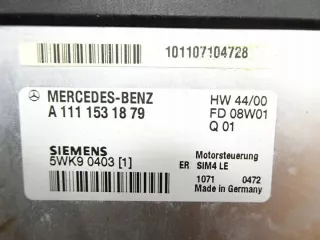 101107104728
MERCEDES-BENZ HW 44/00
A 111 153 18 79 FD 08W01
Q 01
SIEMENS Motorsteuerung
5WK9 0403 [1] ER SIM4 LE
1071 0472
Made in Germany